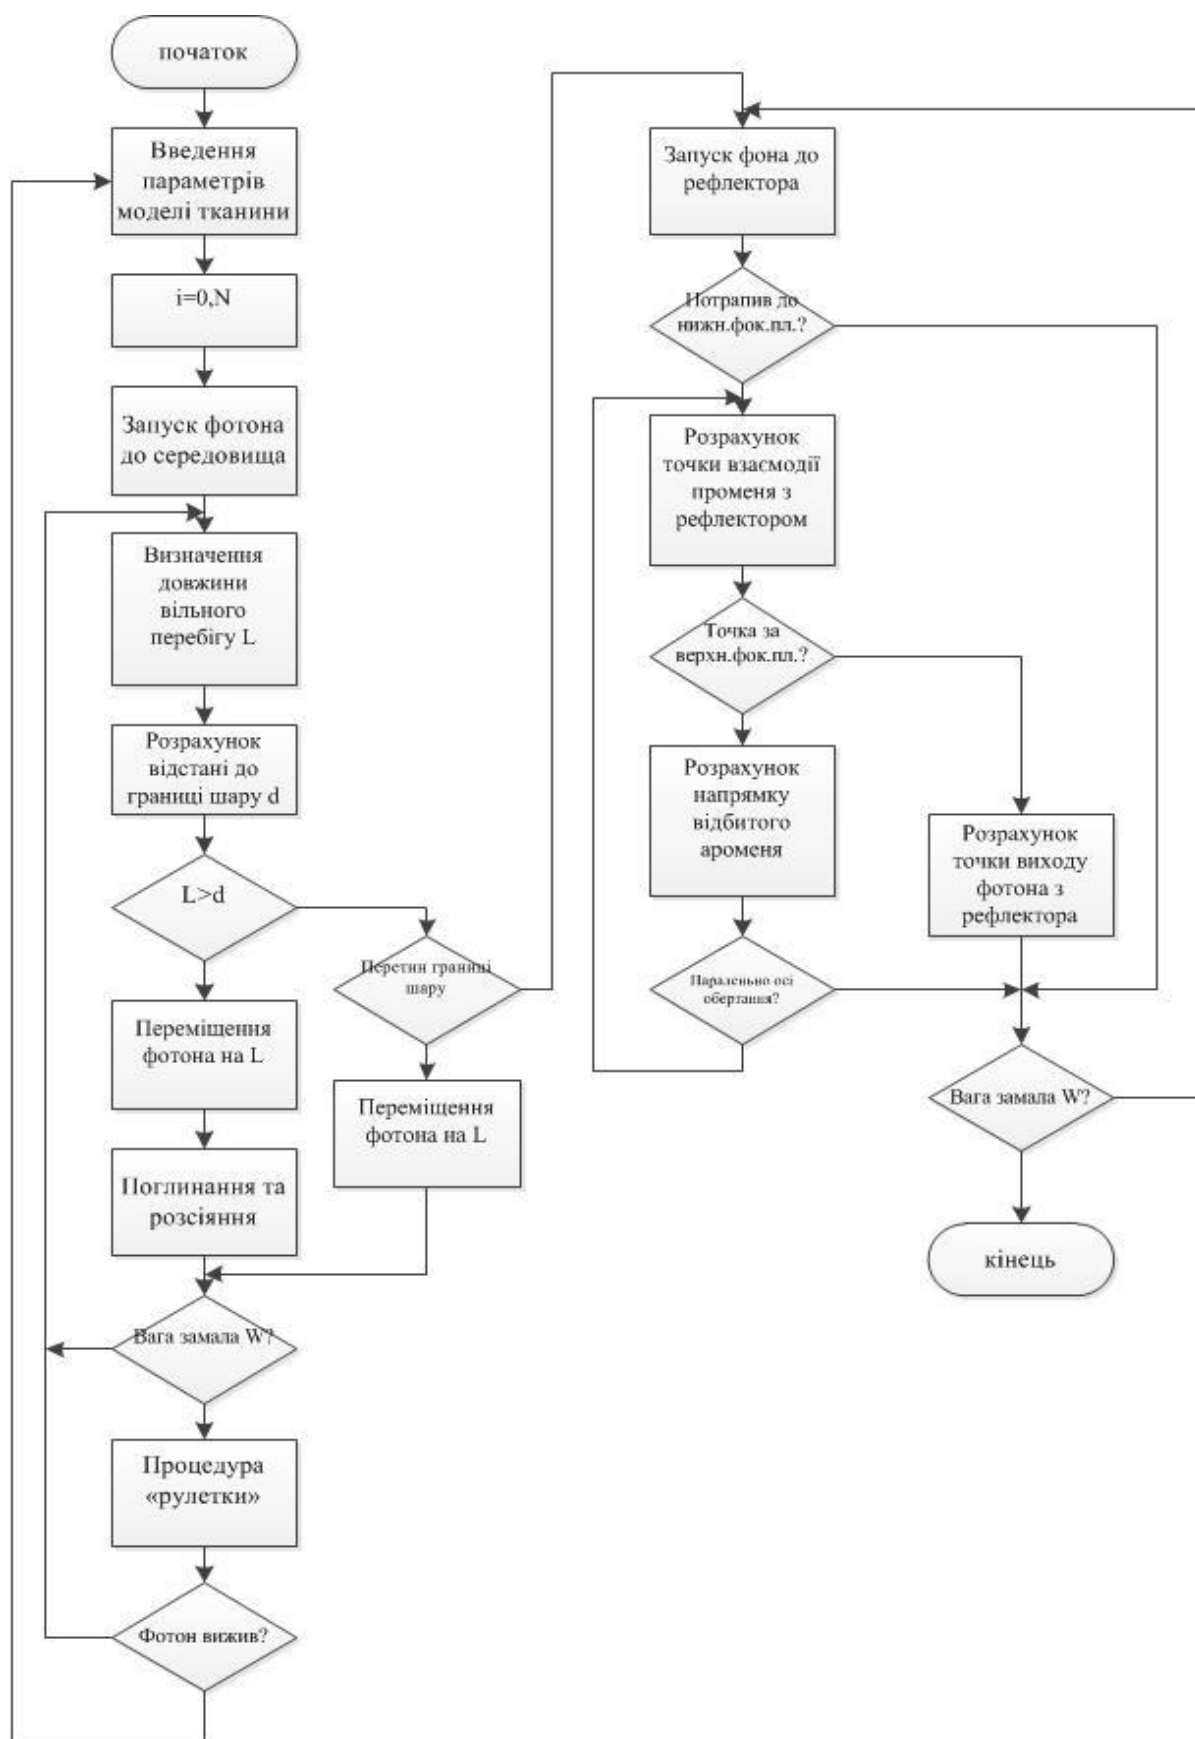 початок
Введення
параметрів
моделі тканини
i=0,N
Запуск фотона
до середовища
Визначення
довжини
вільного
перебігу L
Розрахунок
відстані до
границі шару d
L>d
Перетин границі
шару
Переміщення
фотона на L
Переміщення
фотона на L
Поглинання та
розсіяння
Вага замала W?
Процедура
«рулетки»
Фотон вижив?
Запуск фона до
рефлектора
Нотрапив до
нижн.фок.пл.?
Розрахунок
точки взаємодії
променя з
рефлектором
Точка за
верхн.фок.пл.?
Розрахунок
напрямку
відбитого
ароменя
Розрахунок
точки виходу
фотона з
рефлектора
Параленьно осі
обертання?
Вага замала W?
кінець